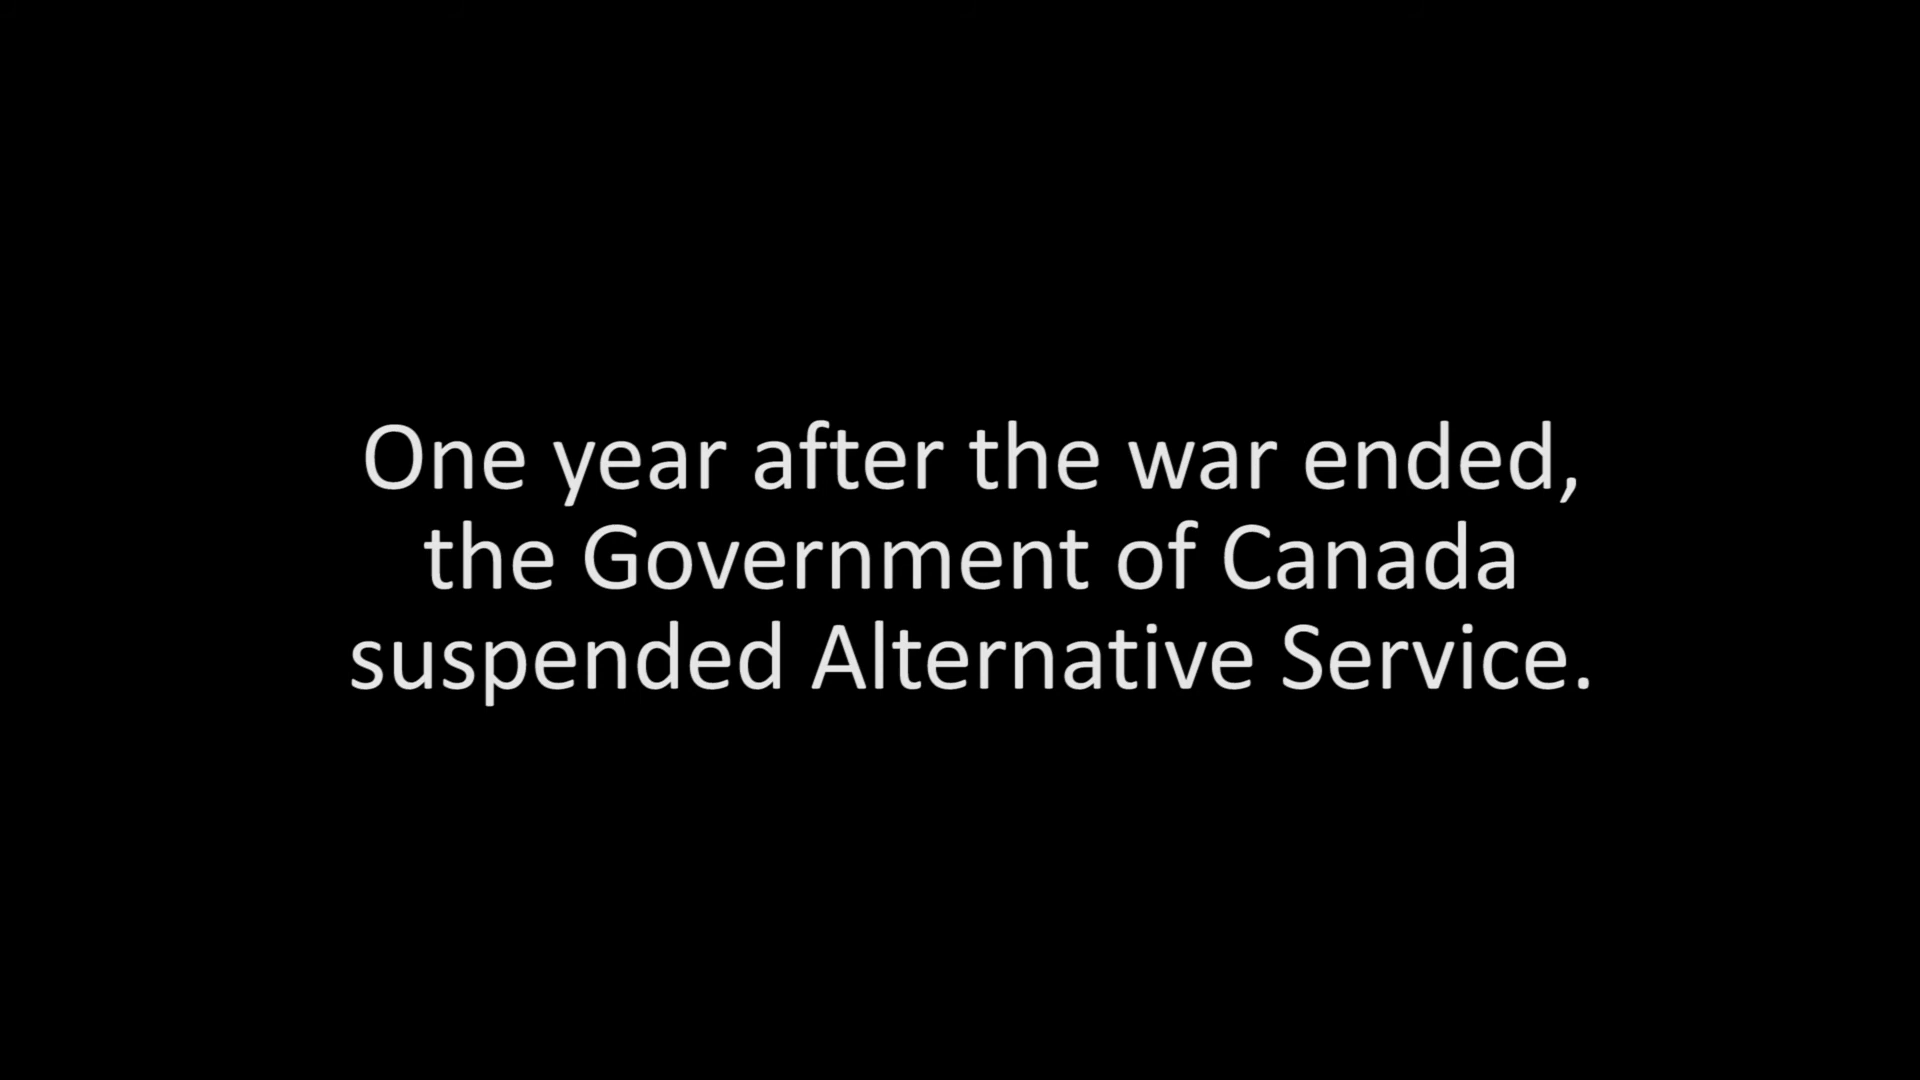 One year after the war ended,
the Government of Canada
suspended Alternative Service.